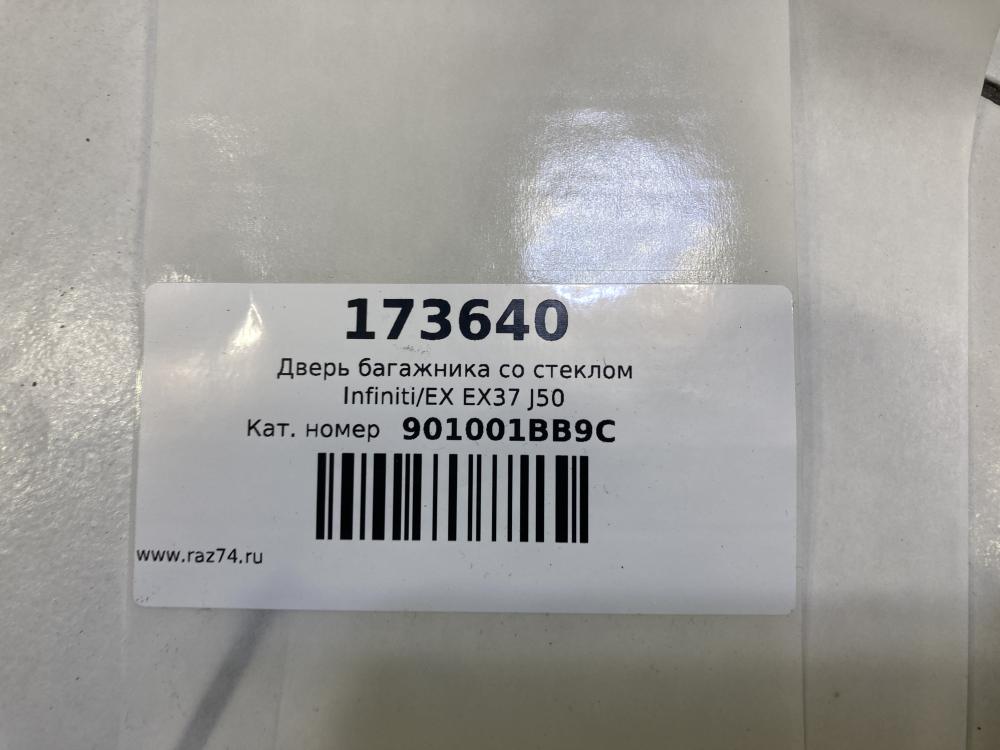 173640
Дверь багажника со стеклом
Infiniti/EX EX37 J50
Кат. номер 901001BB9C
www.raz74.ru